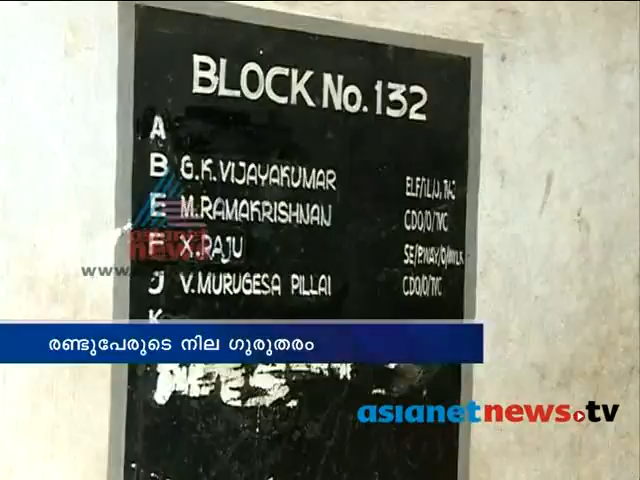 BLOCK No. 132
A
B G.K. VIJAYAKUMAR
E M. RAMAKRISHNAN CDO/O/TVC
F X. RAJU
J V. MURUGESA PILLAI CDO/O/TVC
K
രണ്ടുപേരുടെ നില ഗുരുതരം
asianetnews.tv